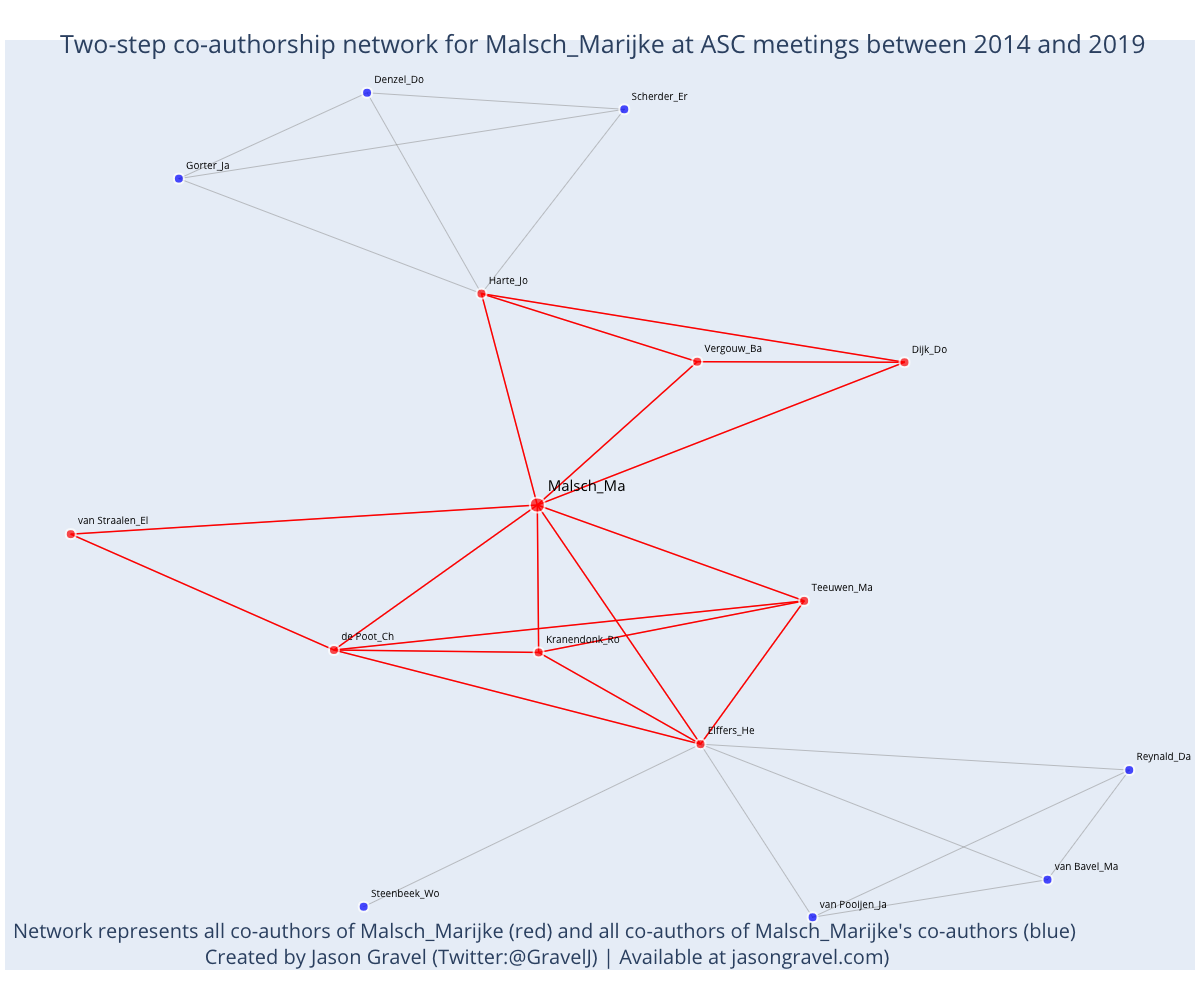 Two-step co-authorship network for Malsch_Marijke at ASC meetings between 2014 and 2019
Denzel_Do
Scherder_Er
Gorter_Ja
Harte_Jo
Vergouw_Ba
Dijk_Do
Malsch_Ma
van Straalen_El
Teeuwen_Ma
de Poot_Ch
Kranendonk_Ro
Elffers_He
Reynald_Da
van Bavel_Ma
Steenbeek_Wo
van Pooijen_Ja
Network represents all co-authors of Malsch_Marijke (red) and all co-authors of Malsch_Marijke's co-authors (blue)
Created by Jason Gravel (Twitter:@GravelJ) | Available at jasongravel.com)